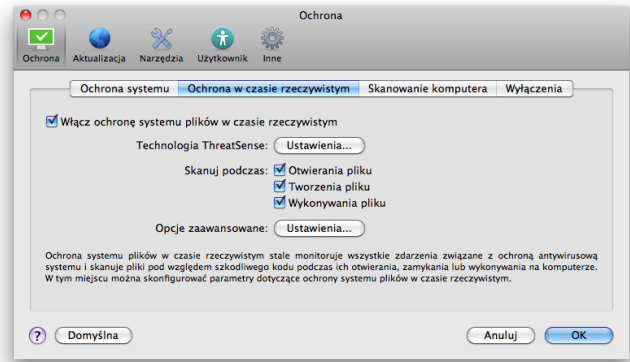 Ochrona
Ochrona Aktualizacja Narzędzia Użytkownik Inne
Ochrona systemu Ochrona w czasie rzeczywistym Skanowanie komputera Wyłączenia
Włącz ochronę systemu plików w czasie rzeczywistym
Technologia ThreatSense: Ustawienia...
Skanuj podczas: Otwierania pliku
Tworzenia pliku
Wykonywania pliku
Opcje zaawansowane: Ustawienia...
Ochrona systemu plików w czasie rzeczywistym stale monitoruje wszystkie zdarzenia związane z ochroną antywirusową
systemu i skanuje pliki pod względem szkodliwego kodu podczas ich otwierania, zamykania lub wykonywania na komputerze.
W tym miejscu można skonfigurować parametry dotyczące ochrony systemu plików w czasie rzeczywistym.
? Domyślna Anuluj OK